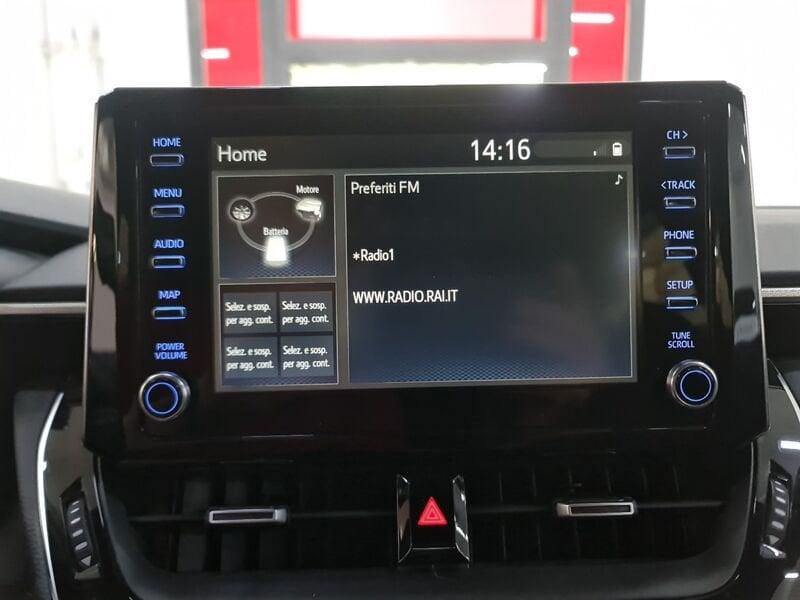 HOME
MENU
AUDIO
MAP
POWER
VOLUME
Home
14:16
Motore
Batteria
Selez. e sosp.
per agg. cont.
Selez. e sosp.
per agg. cont.
Selez. e sosp.
per agg. cont.
Selez. e sosp.
per agg. cont.
Preferiti FM
*Radio1
WWW.RADIO.RAI.IT
CH >
< TRACK
PHONE
SETUP
TUNE
SCROLL